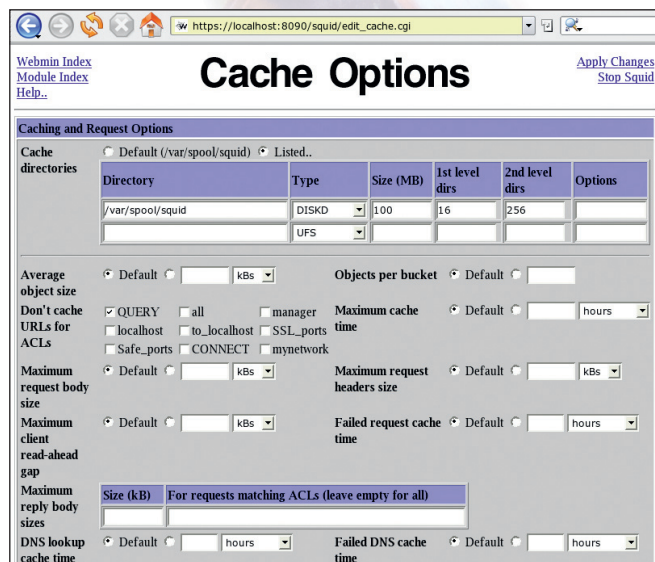 https://localhost:8090/squid/edit_cache.cgi
Webmin Index
Module Index
Help..
Cache Options
Apply Changes
Stop Squid
Caching and Request Options
Cache directories
Default (/var/spool/squid) Listed..
Directory Type Size (MB) 1st level dirs 2nd level dirs Options
/var/spool/squid DISKD 100 16 256
UFS
Average object size Default kBs Objects per bucket Default
Don't cache URLs for ACLs QUERY all manager
localhost to_localhost SSL_ports
Safe_ports CONNECT mynetwork
Maximum cache time Default hours
Maximum request body size Default kBs Maximum request headers size Default kBs
Maximum client read-ahead gap Default kBs Failed request cache time Default hours
Maximum reply body sizes
Size (kB) For requests matching ACLs (leave empty for all)
DNS lookup cache time Default hours Failed DNS cache time Default hours